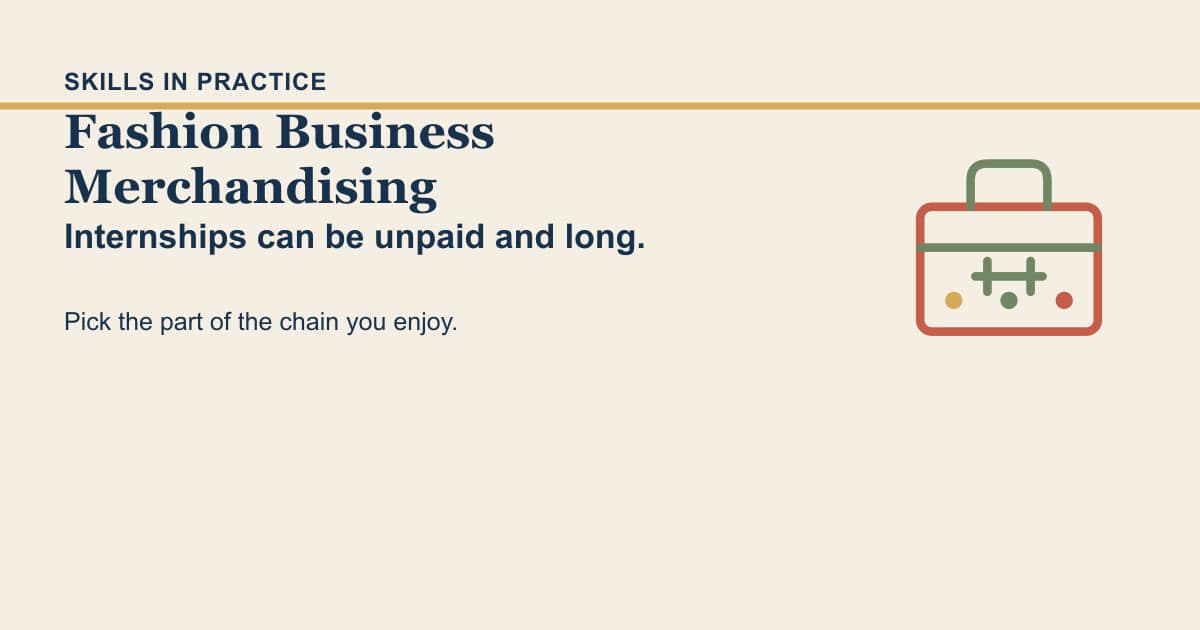 SKILLS IN PRACTICE
Fashion Business
Merchandising
Internships can be unpaid and long.
Pick the part of the chain you enjoy.